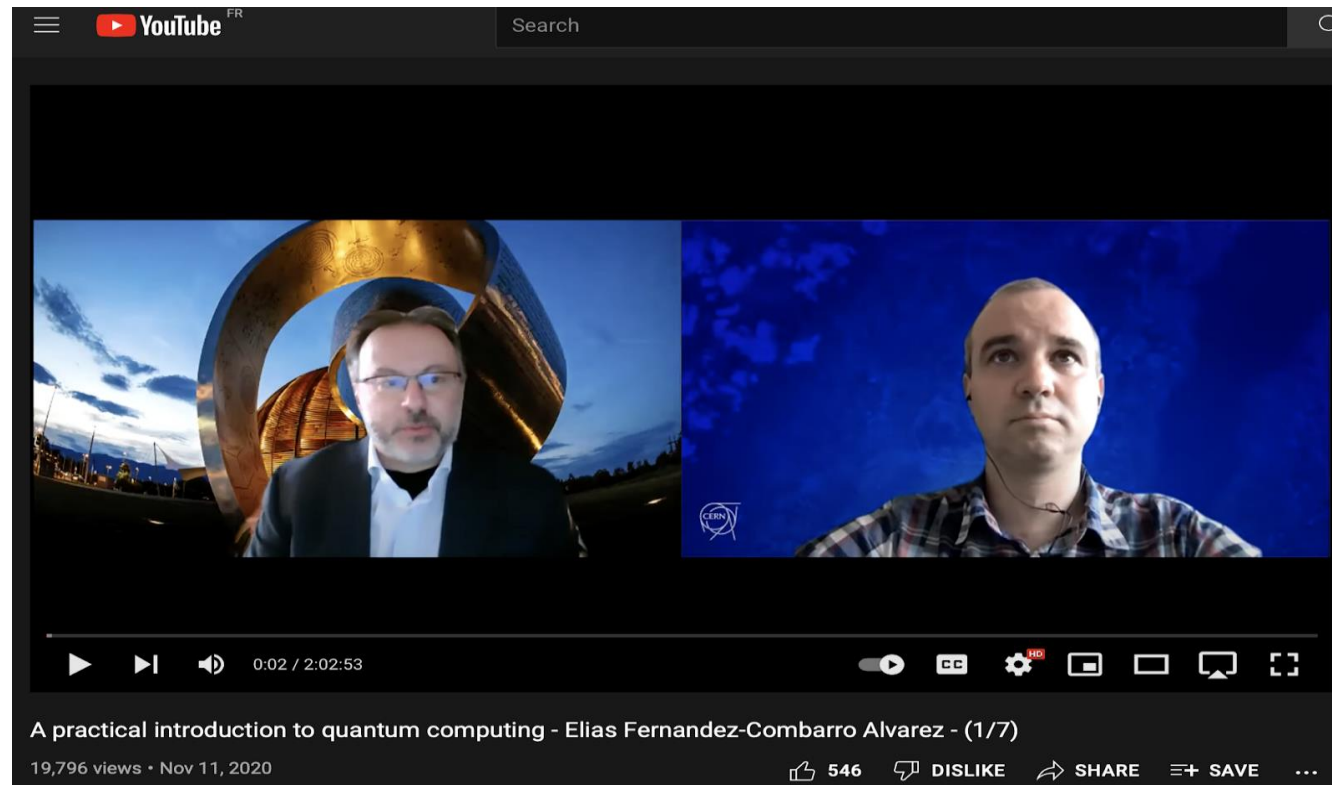 YouTube FR
Search
CERN
0:02 / 2:02:53
CC
HD
A practical introduction to quantum computing - Elias Fernandez-Combarro Alvarez - (1/7)
19,796 views • Nov 11, 2020
546 DISLIKE SHARE SAVE ...